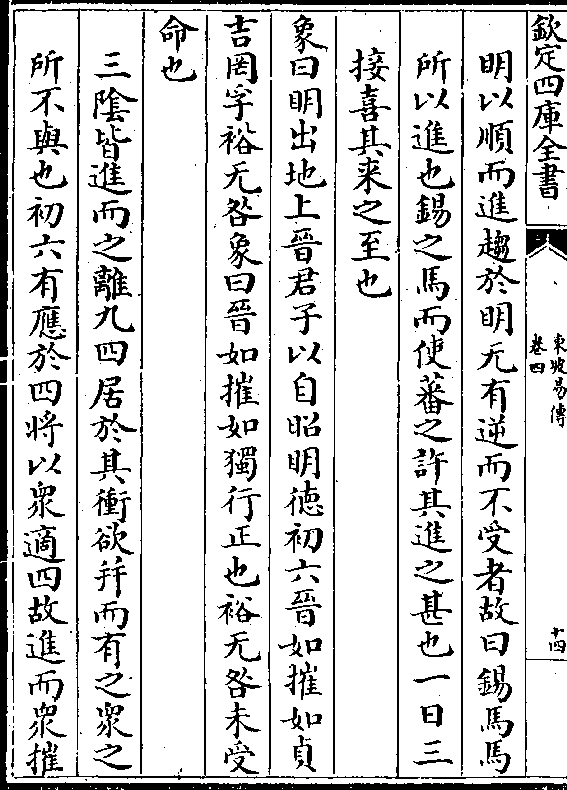 欽定四庫全書
東坡易傳
卷四
十四
明以順而進趨於明无有逆而不受者故曰錫馬馬
所以進也錫之馬而使蕃之許其進之甚也一日三
接喜其來之至也
象曰明出地上晉君子以自昭明徳初六晉如摧如貞
吉罔孚裕无咎象曰晉如摧如獨行正也裕无咎未受
命也
三陰皆進而之離九四居於其衝欲并而有之衆之
所不與也初六有應於四將以衆適四故進而衆摧